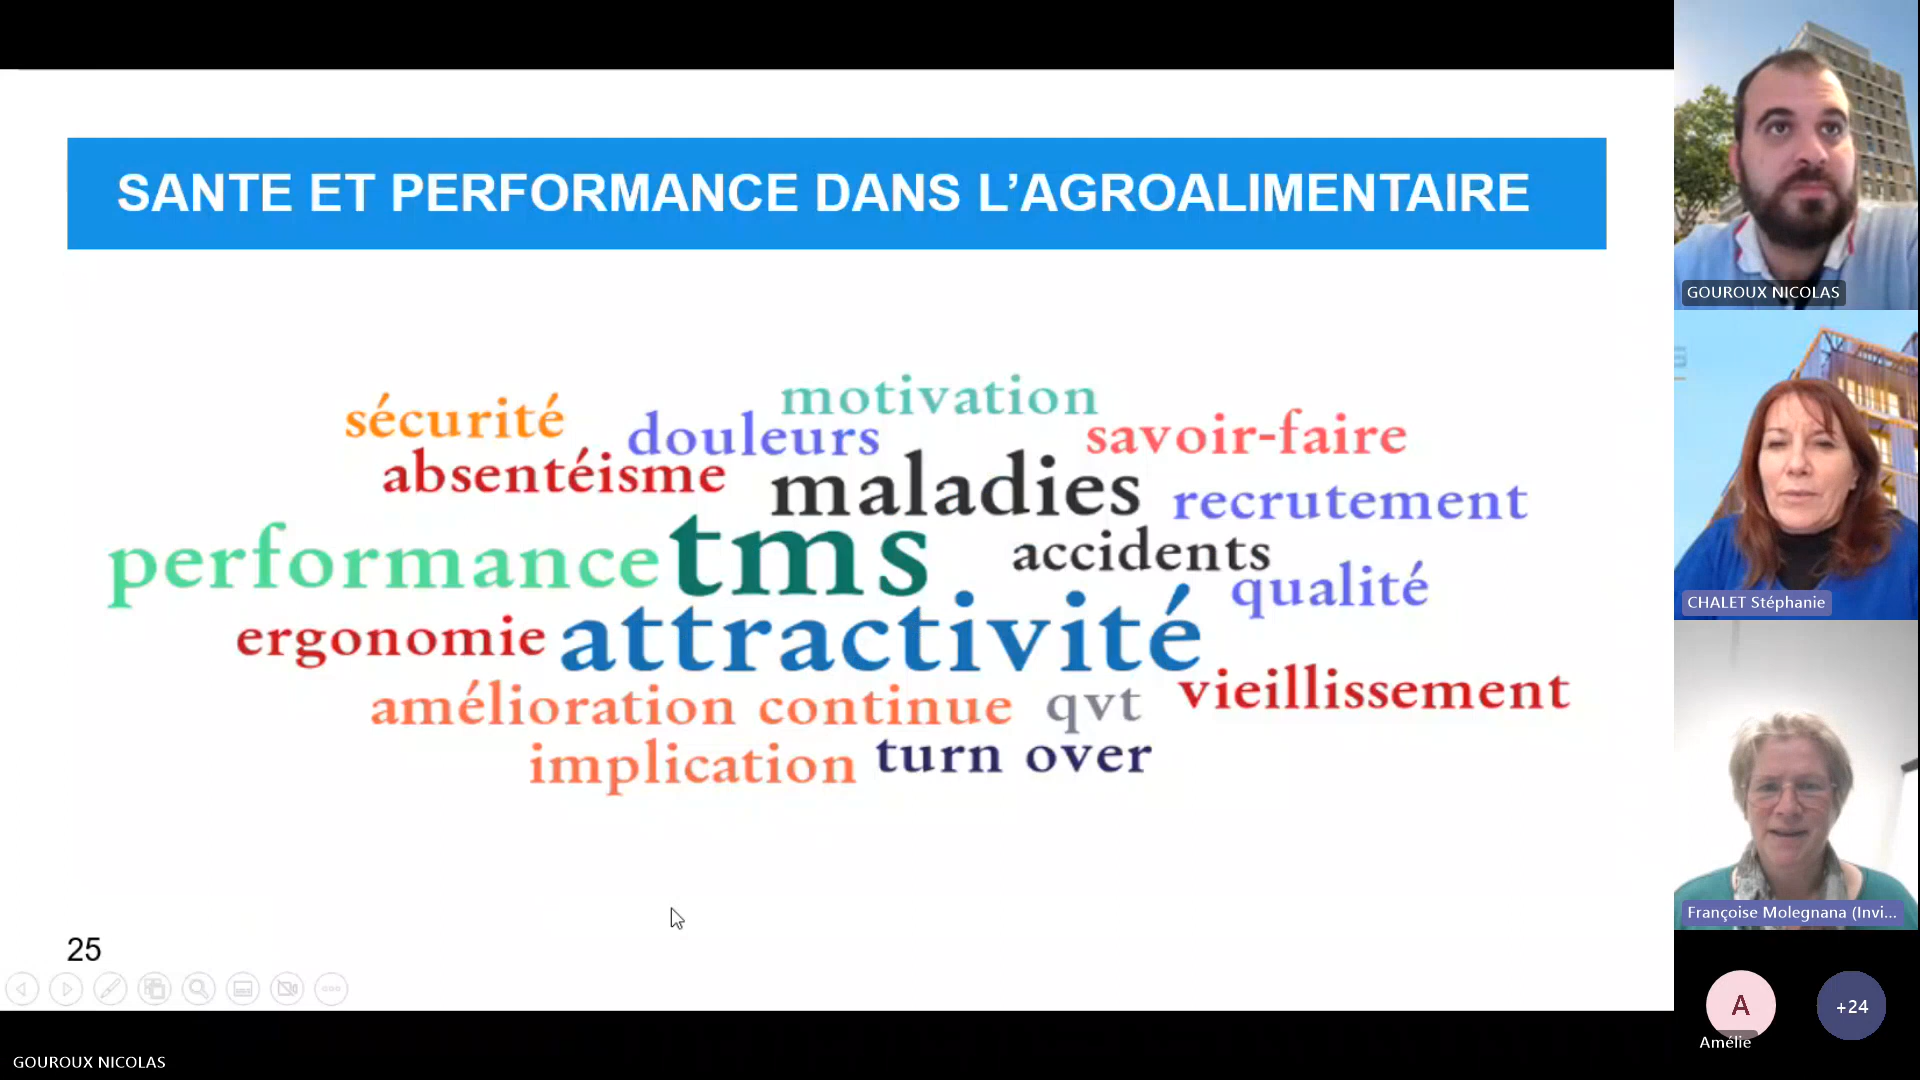 SANTE ET PERFORMANCE DANS L’AGROALIMENTAIRE
motivation
sécurité
douleurs
savoir-faire
absentéisme
maladies
recrutement
performance
tms
accidents
qualité
ergonomie
attractivité
vieillissement
amélioration continue
qvt
implication
turn over
25
GOUROUX NICOLAS
GOUROUX NICOLAS
CHALET Stéphanie
Françoise Molegnana (Invi...
A
Amélie
+24